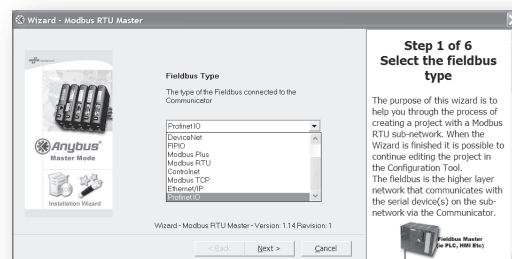 Wizard - Modbus RTU Master
Anybus®
Master Mode
Installation Wizard
Fieldbus Type
The type of the Fieldbus connected to the
Communicator
Profinet IO
DeviceNet
FIPIO
Modbus Plus
Modbus RTU
Controlnet
Modbus TCP
Ethernet/IP
Profinet IO
Wizard - Modbus RTU Master - Version: 1.14 Revision: 1
< Back
Next >
Cancel
Step 1 of 6
Select the fieldbus
type
The purpose of this wizard is to
help you through the process of
creating a project with a Modbus
RTU sub-network. When the
Wizard is finished it is possible to
continue editing the project in
the Configuration Tool.
The fieldbus is the higher layer
network that communicates with
the serial device(s) on the sub-
network via the Communicator.
Fieldbus Master
(ie PLC, HMI Etc)